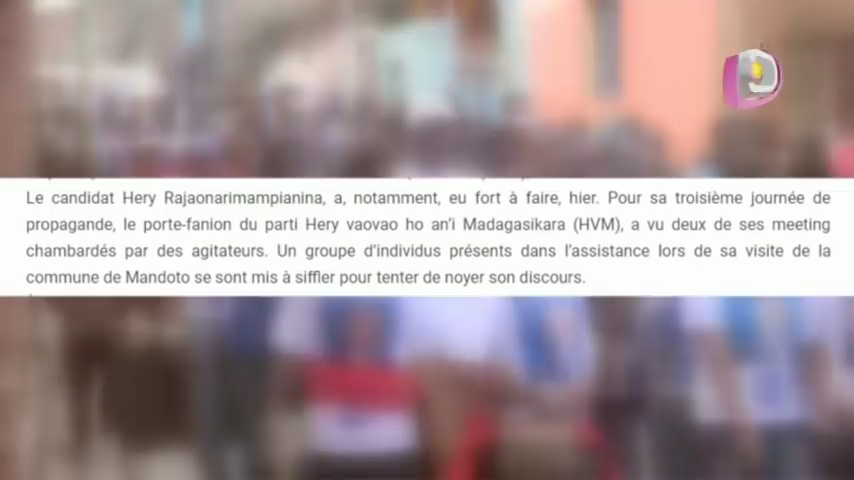 Le candidat Hery Rajaonarimampianina, a, notamment, eu fort à faire, hier. Pour sa troisième journée de
propagande, le porte-fanion du parti Hery vaovao ho an'i Madagasikara (HVM), a vu deux de ses meeting
chambardés par des agitateurs. Un groupe d'individus présents dans l'assistance lors de sa visite de la
commune de Mandoto se sont mis à siffler pour tenter de noyer son discours.